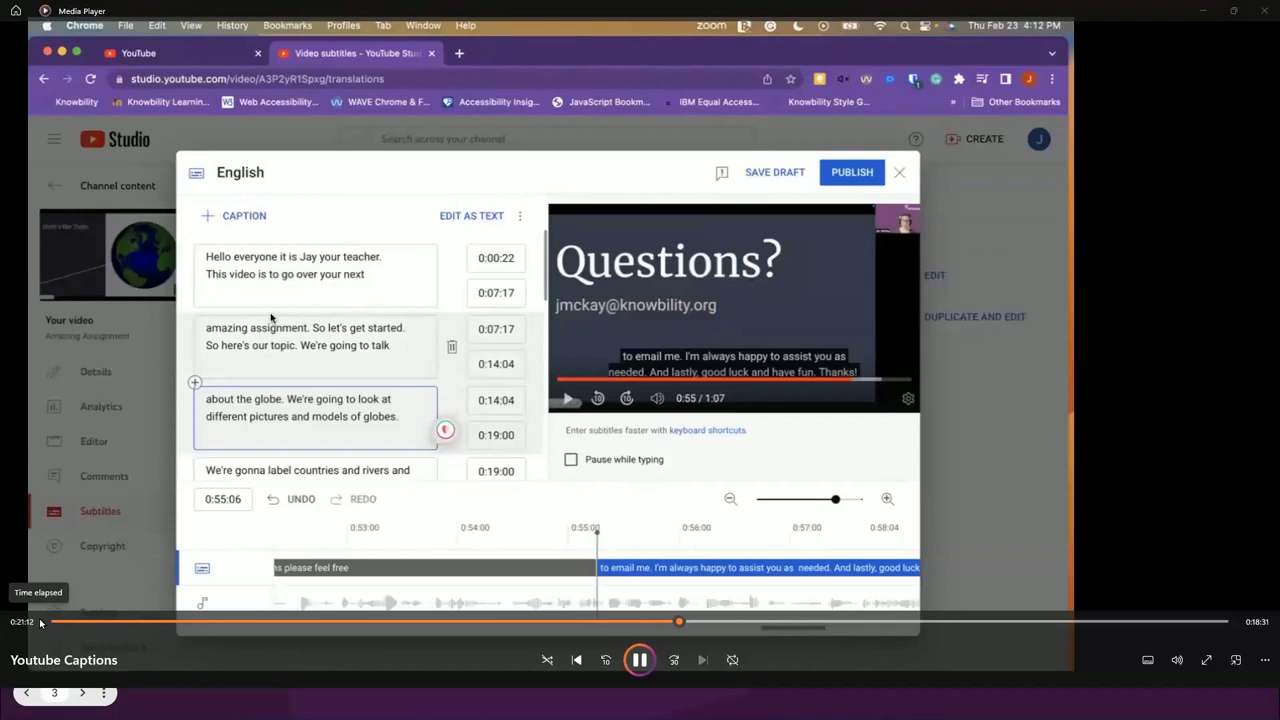 Media Player
Chrome File Edit View History Bookmarks Profiles Tab Window Help zoom Thu Feb 23 4:12 PM
YouTube Video subtitles - YouTube Stu
studio.youtube.com/video/A3P2yR1Spxg/translations
Knowbility Knowbility Learnin... Web Accessibility... WAVE Chrome & F... Accessibility Insig... JavaScript Bookm... IBM Equal Access... Knowbility Style G... » Other Bookmarks
Studio Search across your channel CREATE J
Channel content
English SAVE DRAFT PUBLISH
+ CAPTION EDIT AS TEXT
Hello everyone it is Jay your teacher.
This video is to go over your next
0:00:22
0:07:17
amazing assignment. So let's get started.
So here's our topic. We're going to talk
0:07:17
0:14:04
about the globe. We're going to look at
different pictures and models of globes.
0:14:04
0:19:00
We're gonna label countries and rivers and
0:19:00
Questions?
jmckay@knowbility.org
to email me. I'm always happy to assist you as
needed. And lastly, good luck and have fun. Thanks!
10 10 0:55 / 1:07
Enter subtitles faster with keyboard shortcuts.
Pause while typing
EDIT
DUPLICATE AND EDIT
Your video
Amazing Assignment
Details
Analytics
Editor
Comments
Subtitles
Copyright
0:55:06 UNDO REDO
0:53:00 0:54:00 0:55:00 0:56:00 0:57:00 0:58:04
s please feel free to email me. I'm always happy to assist you as needed. And lastly, good luck
Time elapsed
0:21:12 0:18:31
Youtube Captions
10 30
3